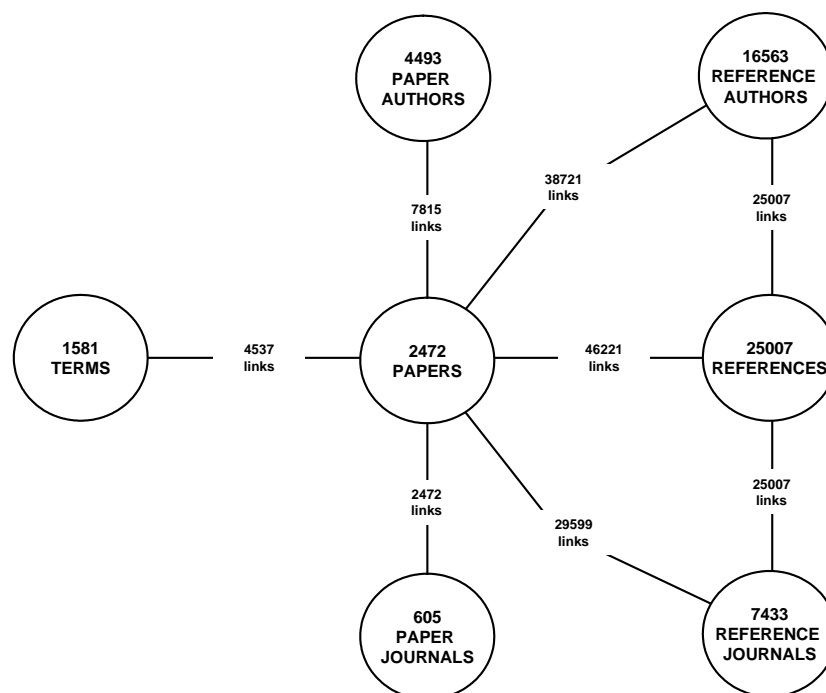 4493
PAPER
AUTHORS
16563
REFERENCE
AUTHORS
38721
links
7815
links
25007
links
1581
TERMS
4537
links
2472
PAPERS
46221
links
25007
REFERENCES
2472
links
25007
links
29599
links
605
PAPER
JOURNALS
7433
REFERENCE
JOURNALS